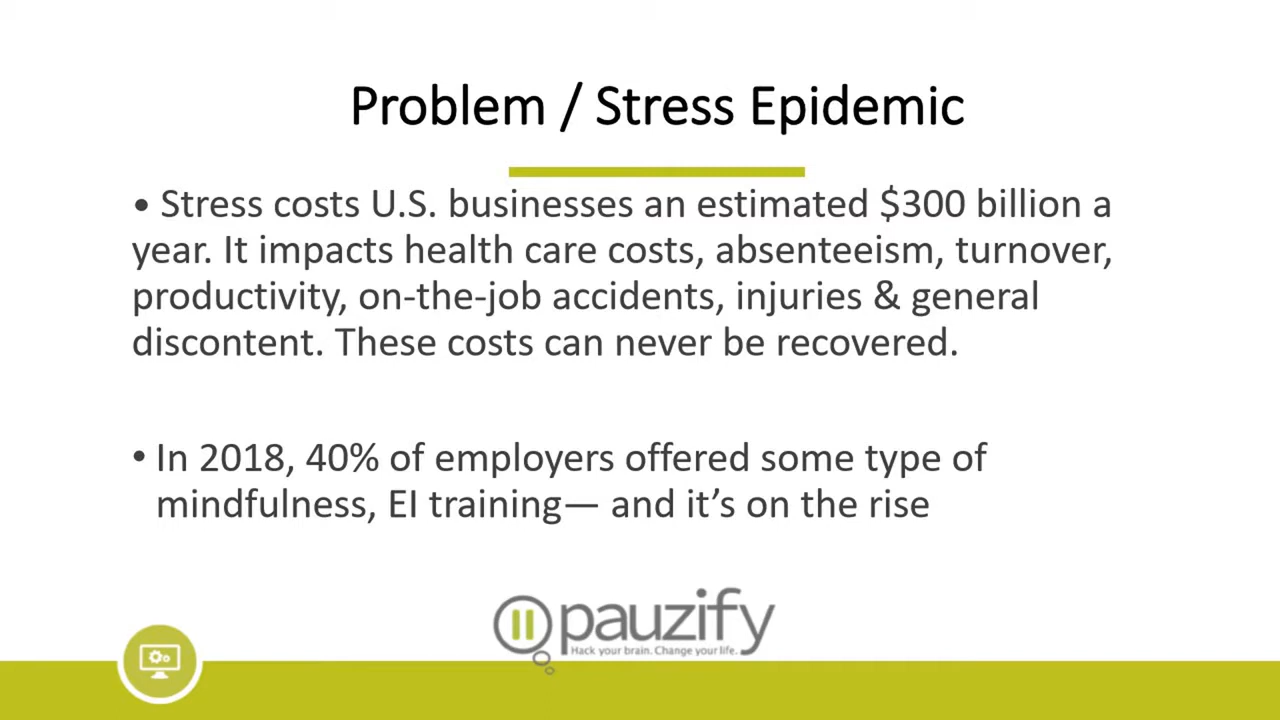 Problem / Stress Epidemic
• Stress costs U.S. businesses an estimated $300 billion a
year. It impacts health care costs, absenteeism, turnover,
productivity, on-the-job accidents, injuries & general
discontent. These costs can never be recovered.
• In 2018, 40% of employers offered some type of
mindfulness, EI training— and it’s on the rise
pauzify
Hack your brain. Change your life.